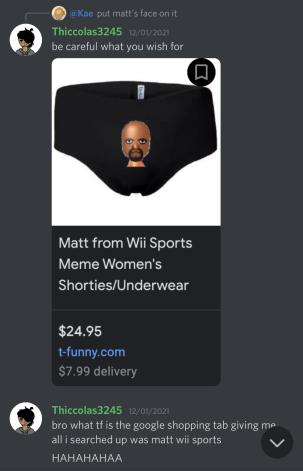 @Kae put matt's face on it
Thiccolas3245 12/01/2021
be careful what you wish for
Matt from Wii Sports
Meme Women's
Shorties/Underwear
$24.95
t-funny.com
$7.99 delivery
Thiccolas3245 12/01/2021
bro what tf is the google shopping tab giving me
all i searched up was matt wii sports
HAHAHAHAA